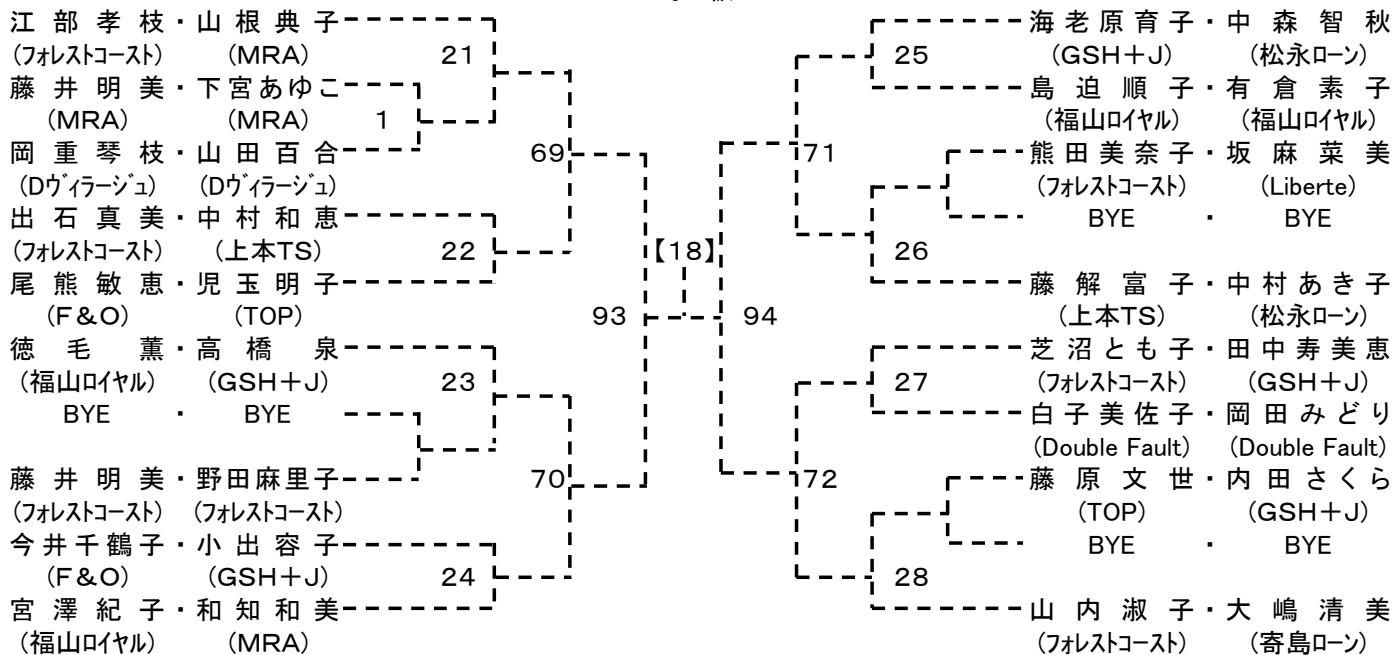 江部孝枝・山根典子
(フォレストコースト) (MRA) 21
藤井明美・下宮あゆこ
(MRA) (MRA) 1
岡重琴枝・山田百合
(Dヴィラージュ) (Dヴィラージュ)
69
出石真美・中村和恵
(フォレストコースト) (上本TS) 22
尾熊敏恵・児玉明子
(F&O) (TOP)
93
徳毛薫・高橋泉
(福山ロイヤル) (GSH+J) 23
BYE ・ BYE
藤井明美・野田麻里子
(フォレストコースト) (フォレストコースト)
70
今井千鶴子・小出容子
(F&O) (GSH+J) 24
宮澤紀子・和知和美
(福山ロイヤル) (MRA)
【18】
海老原育子・中森智秋
25 (GSH+J) (松永ローン)
島迫順子・有倉素子
(福山ロイヤル) (福山ロイヤル)
71
熊田美奈子・坂麻菜美
(フォレストコースト) (Liberte)
BYE ・ BYE
26
藤解富子・中村あき子
(上本TS) (松永ローン)
94
芝沼とも子・田中寿美恵
27 (フォレストコースト) (GSH+J)
白子美佐子・岡田みどり
(Double Fault) (Double Fault)
72
藤原文世・内田さくら
(TOP) (GSH+J)
BYE ・ BYE
28
山内淑子・大嶋清美
(フォレストコースト) (寄島ローン)